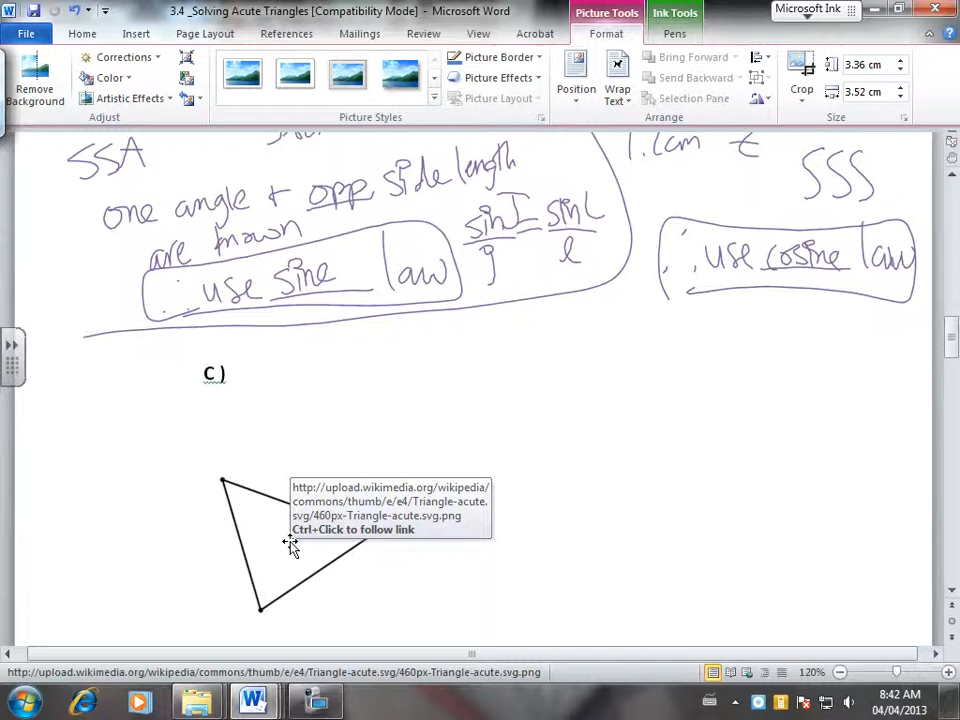 3.4 _Solving Acute Triangles [Compatibility Mode] - Microsoft Word
Picture Tools
Ink Tools
Microsoft Ink
File
Home
Insert
Page Layout
References
Mailings
Review
View
Acrobat
Format
Pens
Remove
Background
Corrections
Color
Artistic Effects
Adjust
Picture Styles
Picture Border
Picture Effects
Picture Layout
Position
Wrap
Text
Bring Forward
Send Backward
Selection Pane
Arrange
Crop
3.36 cm
3.52 cm
Size
SSA
one angle + opp side length
are known
∴ use sine law
sin J = sin L
j l
1.1cm t
SSS
∴ use cosine law
C )
http://upload.wikimedia.org/wikipedia/
commons/thumb/e/e4/Triangle-acute.
svg/460px-Triangle-acute.svg.png
Ctrl+Click to follow link
http://upload.wikimedia.org/wikipedia/commons/thumb/e/e4/Triangle-acute.svg/460px-Triangle-acute.svg.png
120%
8:42 AM
04/04/2013